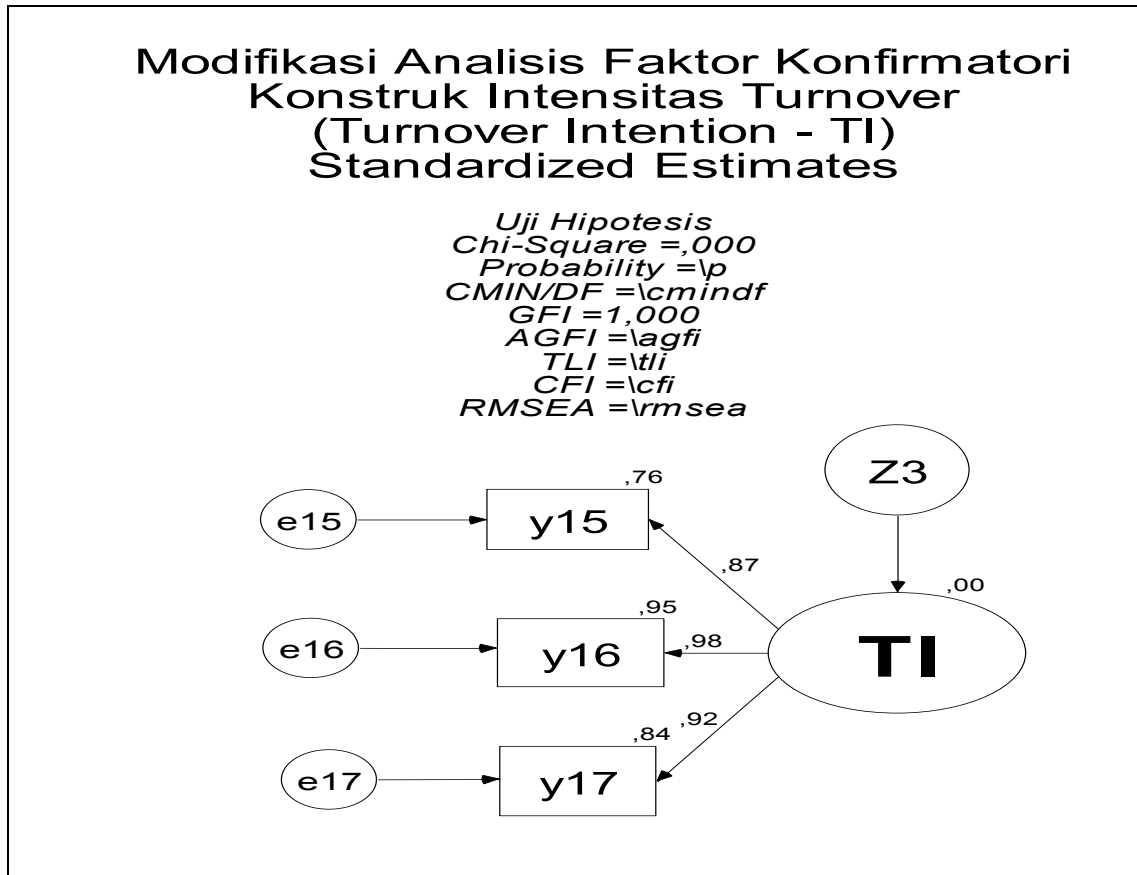 Modifikasi Analisis Faktor Konfirmatori
Konstruk Intensitas Turnover
(Turnover Intention - TI)
Standardized Estimates
Uji Hipotesis
Chi-Square =,000
Probability =\p
CMIN/DF =\cmindf
GFI =1,000
AGFI =\agfi
TLI =\tli
CFI =\cfi
RMSEA =\rmsea
Z3
,76
e15
y15
,87
,00
,95
e16
y16
,98
TI
,84
,92
e17
y17